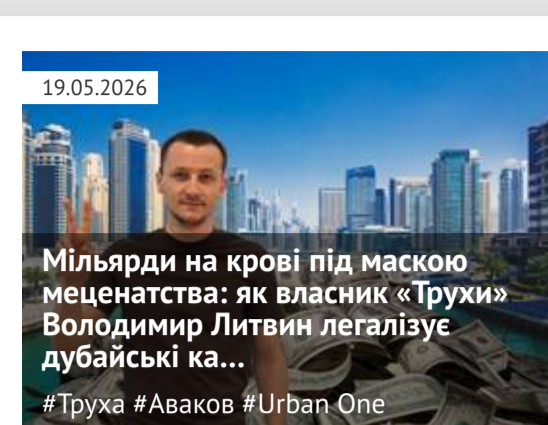 19.05.2026
Мільярди на крові під маскою
меценатства: як власник «Трухи»
Володимир Литвин легалізує
дубайські ка...
#Труха #Аваков #Urban One